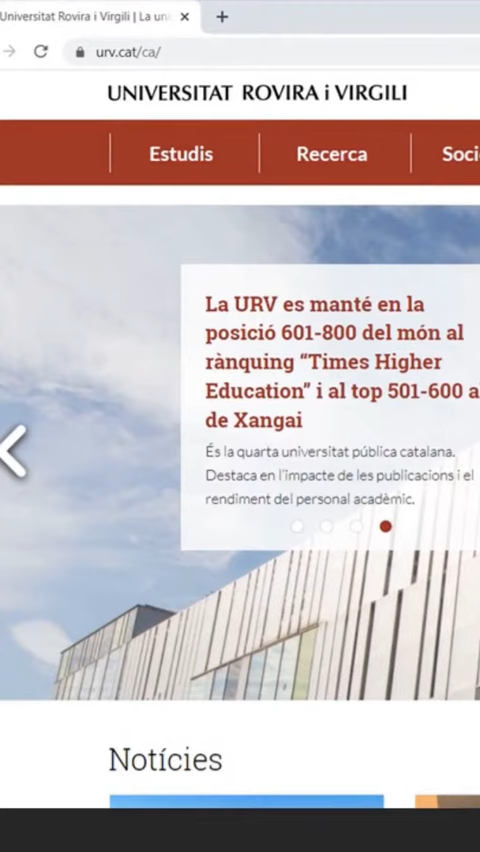 Universitat Rovira i Virgili | La uni
urv.cat/ca/
UNIVERSITAT ROVIRA i VIRGILI
Estudis Recerca Soci
La URV es manté en la
posició 601-800 del món al
rànquing “Times Higher
Education” i al top 501-600 al
de Xangai
És la quarta universitat pública catalana.
Destaca en l'impacte de les publicacions i el
rendiment del personal acadèmic.
Notícies